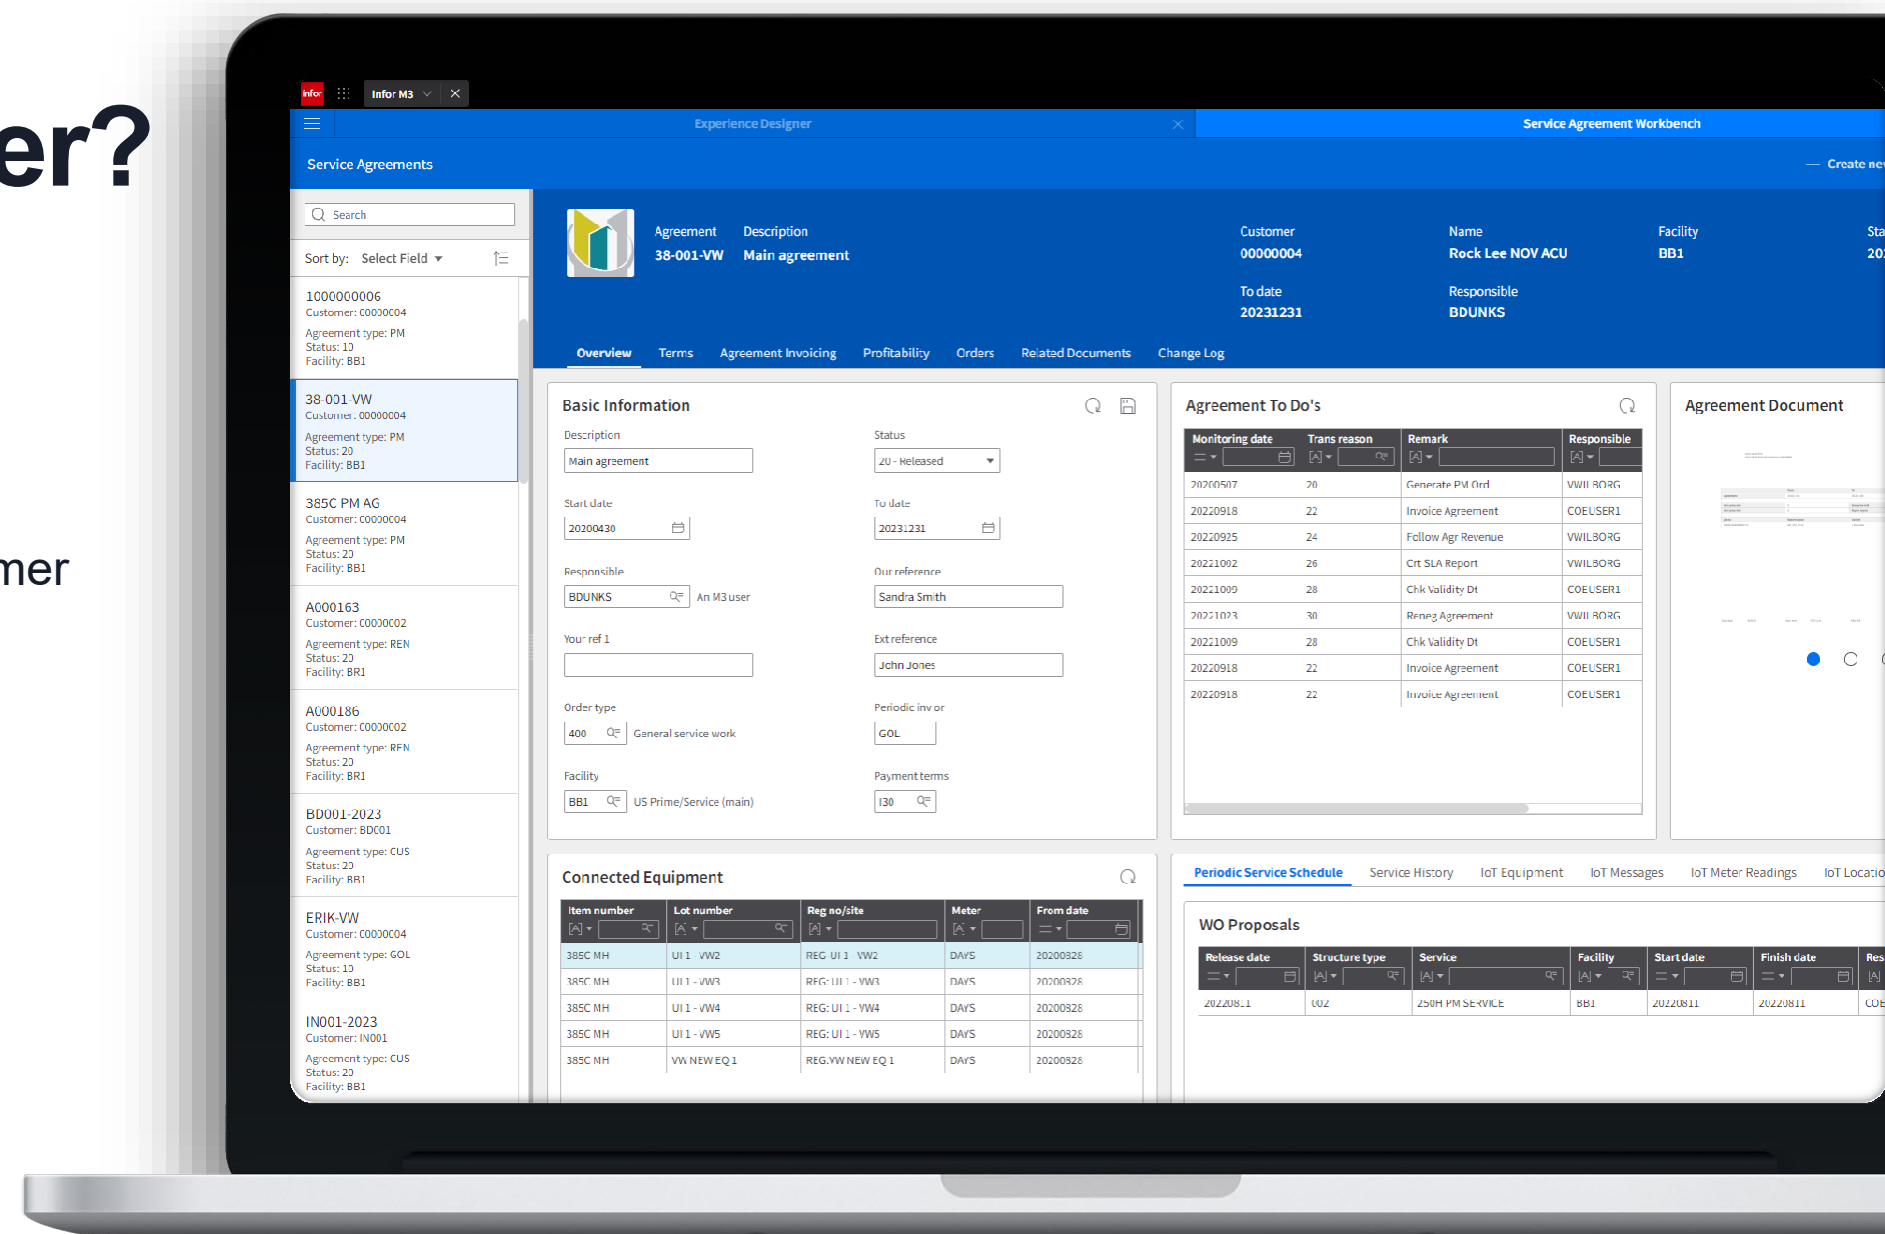 er?
mer
infor
Infor M3
Experience Designer
Service Agreement Workbench
Service Agreements
Create new
Search
Sort by: Select Field
1000000006
Customer: 00000004
Agreement type: PM
Status: 10
Facility: BB1
38-001-VW
Customer: 00000004
Agreement type: PM
Status: 20
Facility: BB1
385C PM AG
Customer: 00000004
Agreement type: PM
Status: 20
Facility: BB1
A000163
Customer: 00000002
Agreement type: REN
Status: 20
Facility: BR1
A000186
Customer: 00000002
Agreement type: REN
Status: 20
Facility: BR1
BD001-2023
Customer: BD001
Agreement type: CUS
Status: 20
Facility: BB1
ERIK-VW
Customer: 00000004
Agreement type: GOL
Status: 10
Facility: BB1
IN001-2023
Customer: IN001
Agreement type: CUS
Status: 20
Facility: BB1
Agreement Description Customer Name Facility Sta
38-001-VW Main agreement 00000004 Rock Lee NOV ACU BB1 202
To date Responsible
20231231 BDUNKS
Overview Terms Agreement Invoicing Profitability Orders Related Documents Change Log
Basic Information
Description Status
Main agreement 20 - Released
Start date To date
20200430 20231231
Responsible Our reference
BDUNKS An M3 user Sandra Smith
Your ref 1 Ext reference
John Jones
Order type Periodic inv or
400 General service work GOL
Facility Payment terms
BB1 US Prime/Service (main) I30
Agreement To Do's
Monitoring date Trans reason Remark Responsible
20200507 20 Generate PM Ord VWILBORG
20220918 22 Invoice Agreement COEUSER1
20220925 24 Follow Agr Revenue VWILBORG
20221002 26 Crt SLA Report VWILBORG
20221009 28 Chk Validity Dt COEUSER1
20221023 30 Reneg Agreement VWILBORG
20221009 28 Chk Validity Dt COEUSER1
20220918 22 Invoice Agreement COEUSER1
20220918 22 Invoice Agreement COEUSER1
Agreement Document
Connected Equipment
Item number Lot number Reg no/site Meter From date
385C MH UI 1 - VW2 REG-UI 1 - VW2 DAYS 20200828
385C MH UI 1 - VW3 REG: UI 1 - VW3 DAYS 20200828
385C MH UI 1 - VW4 REG: UI 1 - VW4 DAYS 20200828
385C MH UI 1 - VW5 REG: UI 1 - VW5 DAYS 20200828
385C MH VW NEW EQ 1 REG:VW NEW EQ 1 DAYS 20200828
Periodic Service Schedule Service History IoT Equipment IoT Messages IoT Meter Readings IoT Locatio
WO Proposals
Release date Structure type Service Facility Start date Finish date Res
20220811 002 250H PM SERVICE BB1 20220811 20220811 COE